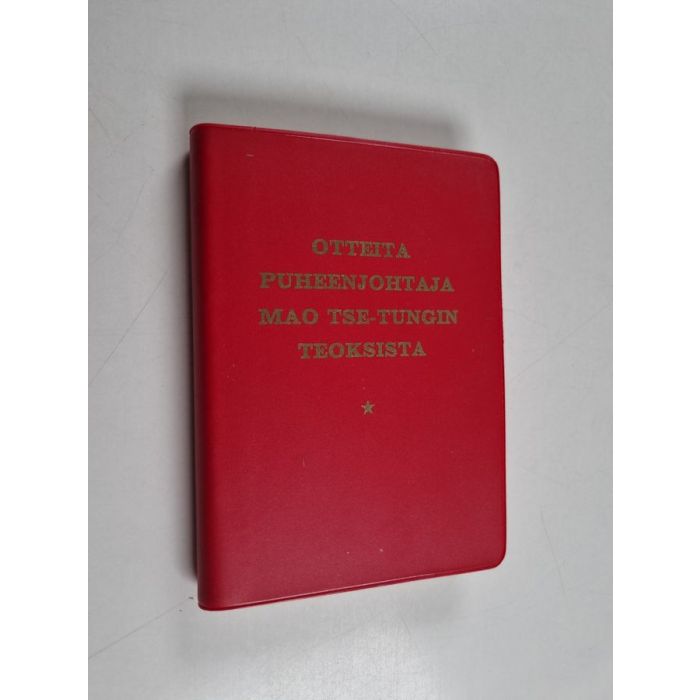 OTTEITA
PUHEENJOHTAJA
MAO TSE-TUNGIN
TEOKSISTA